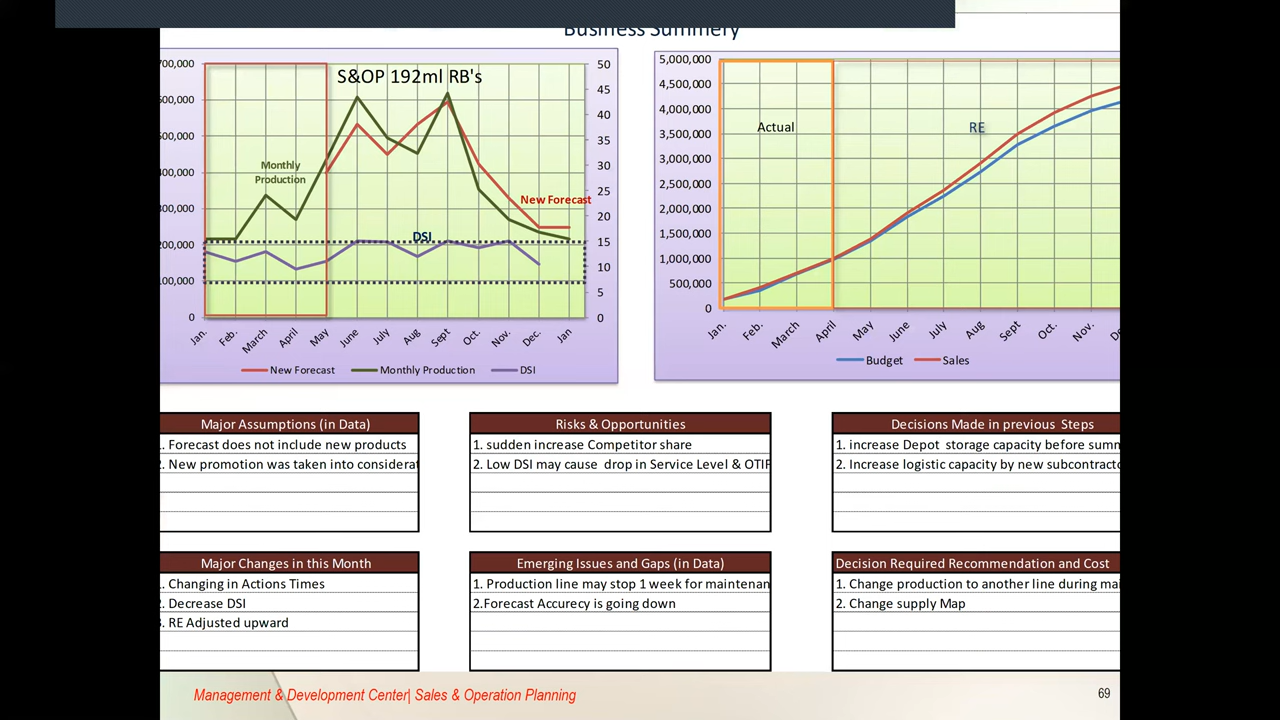 Business Summery
S&OP 192ml RB's
700,000
600,000
500,000
400,000
300,000
200,000
100,000
0
50
45
40
35
30
25
20
15
10
5
0
Monthly
Production
New Forecast
DSI
Jan.
Feb.
March
April
May
June
July
Aug
Sept
Oct.
Nov.
Dec.
Jan
New Forecast
Monthly Production
DSI
5,000,000
4,500,000
4,000,000
3,500,000
3,000,000
2,500,000
2,000,000
1,500,000
1,000,000
500,000
0
Actual
RE
Jan.
Feb.
March
April
May
June
July
Aug
Sept
Oct.
Nov.
Budget
Sales
Major Assumptions (in Data)
. Forecast does not include new products
2. New promotion was taken into considerat
Risks & Opportunities
1. sudden increase Competitor share
2. Low DSI may cause drop in Service Level & OTIF
Decisions Made in previous Steps
1. increase Depot storage capacity before summ
2. Increase logistic capacity by new subcontracto
Major Changes in this Month
. Changing in Actions Times
2. Decrease DSI
3. RE Adjusted upward
Emerging Issues and Gaps (in Data)
1. Production line may stop 1 week for maintenan
2.Forecast Accurecy is going down
Decision Required Recommendation and Cost
1. Change production to another line during mai
2. Change supply Map
Management & Development Center| Sales & Operation Planning
69